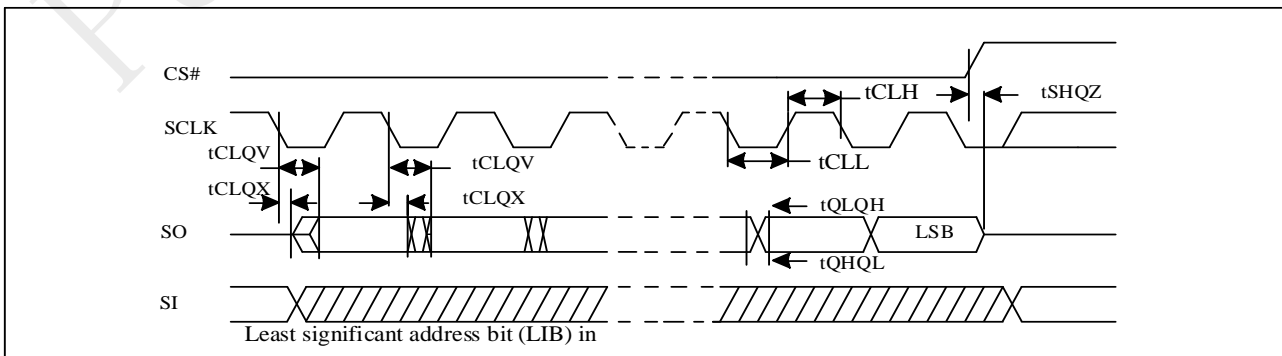 CS#
tCLH
tSHQZ
SCLK
tCLQV
tCLQV
tCLL
tCLQX
tCLQX
tQLQH
SO
LSB
tQHQL
SI
Least significant address bit (LIB) in